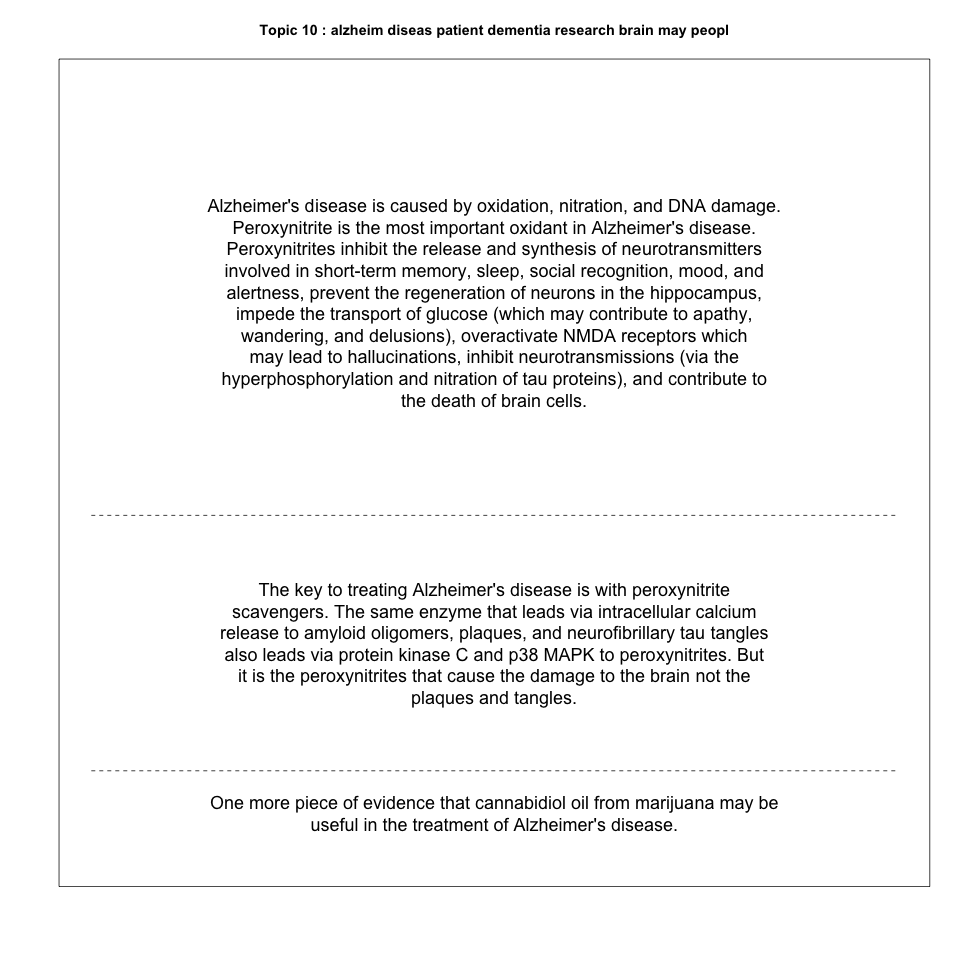 Topic 10 : alzheim diseas patient dementia research brain may peopl
Alzheimer's disease is caused by oxidation, nitration, and DNA damage.
Peroxynitrite is the most important oxidant in Alzheimer's disease.
Peroxynitrites inhibit the release and synthesis of neurotransmitters
involved in short-term memory, sleep, social recognition, mood, and
alertness, prevent the regeneration of neurons in the hippocampus,
impede the transport of glucose (which may contribute to apathy,
wandering, and delusions), overactivate NMDA receptors which
may lead to hallucinations, inhibit neurotransmissions (via the
hyperphosphorylation and nitration of tau proteins), and contribute to
the death of brain cells.
The key to treating Alzheimer's disease is with peroxynitrite
scavengers. The same enzyme that leads via intracellular calcium
release to amyloid oligomers, plaques, and neurofibrillary tau tangles
also leads via protein kinase C and p38 MAPK to peroxynitrites. But
it is the peroxynitrites that cause the damage to the brain not the
plaques and tangles.
One more piece of evidence that cannabidiol oil from marijuana may be
useful in the treatment of Alzheimer's disease.